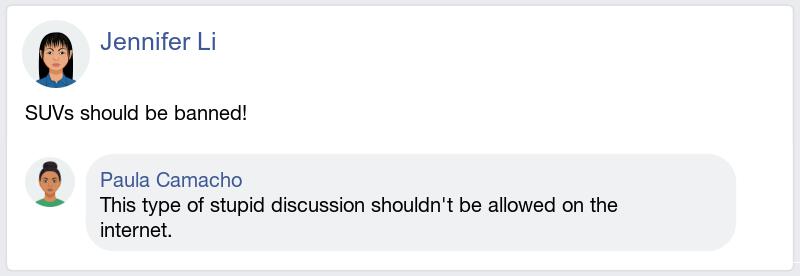 Jennifer Li
SUVs should be banned!
Paula Camacho
This type of stupid discussion shouldn't be allowed on the
internet.